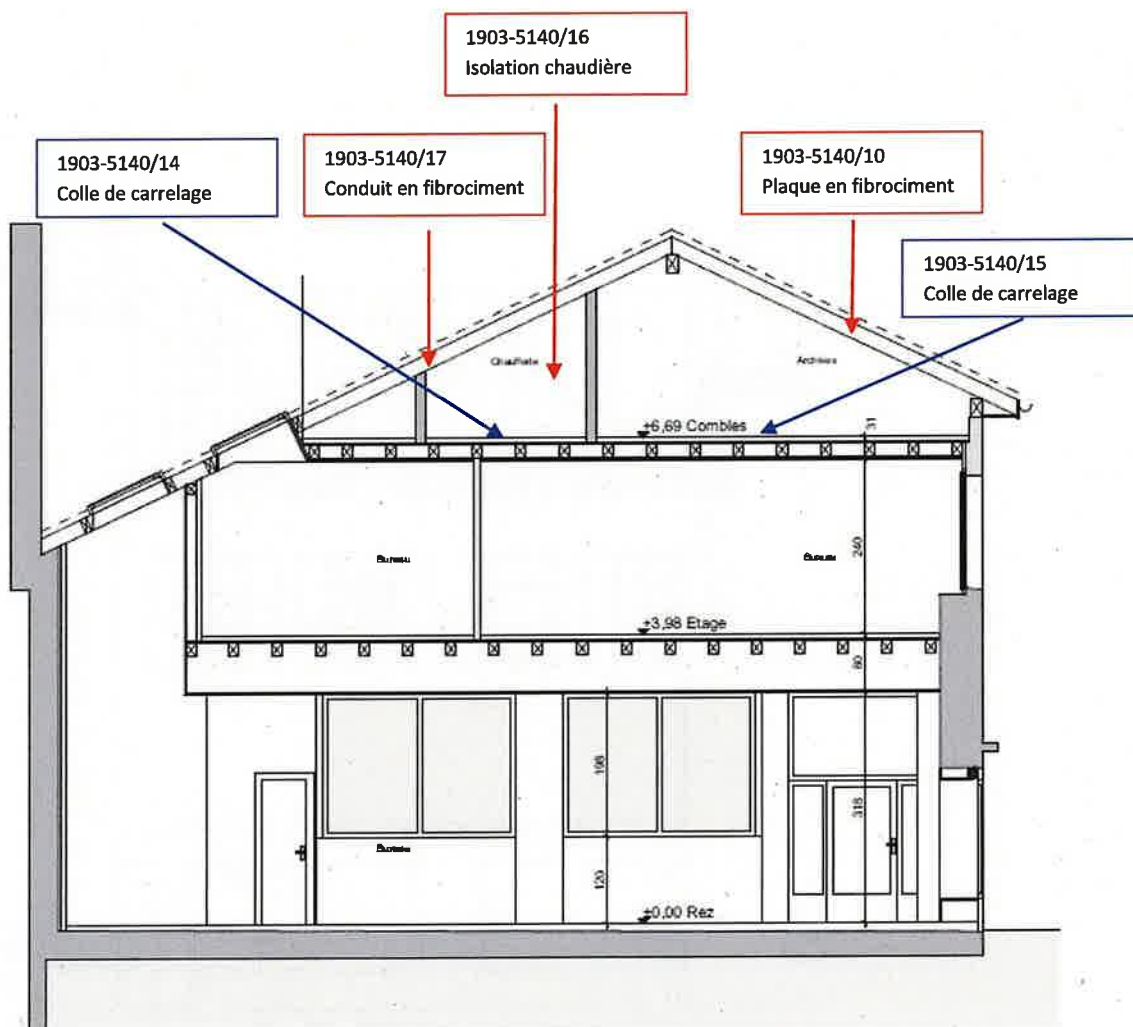 1903-5140/16
Isolation chaudière
1903-5140/14
Colle de carrelage
1903-5140/17
Conduit en fibrociment
1903-5140/10
Plaque en fibrociment
1903-5140/15
Colle de carrelage
Chaufferie
Archives
±6,69 Combles
31
Bureau
Bureau
240
±3,98 Etage
80
198
318
Bureau
120
±0,00 Rez